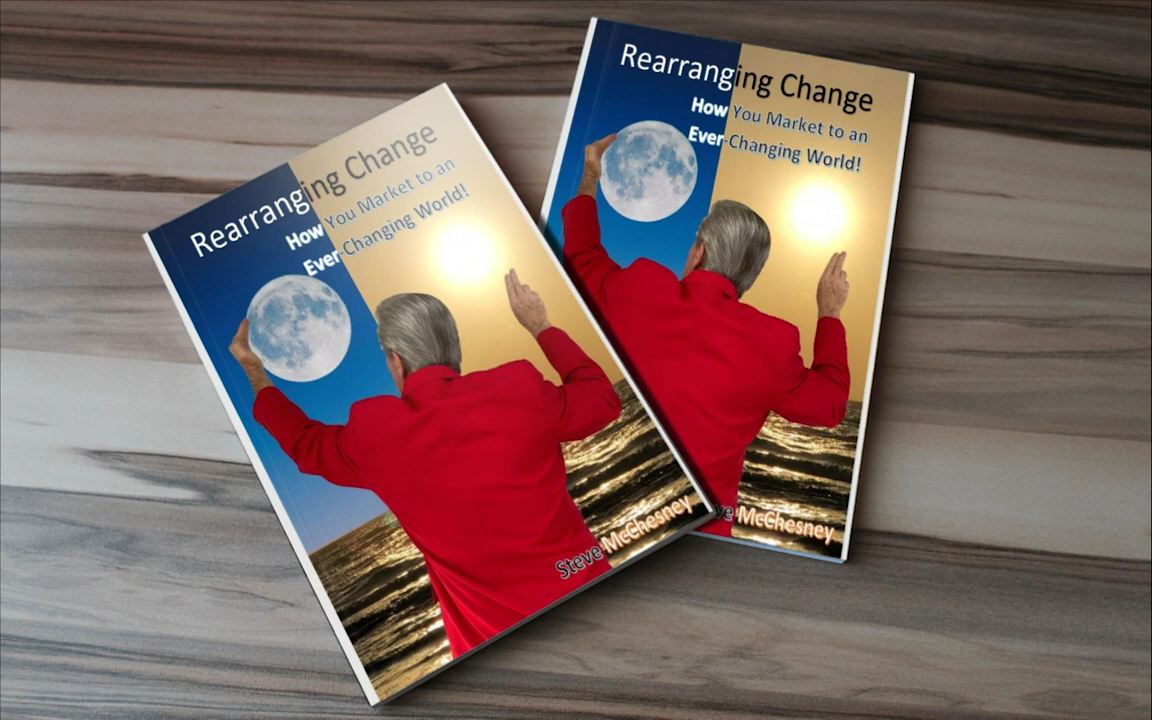 Rearranging Change
How You Market to an
Ever-Changing World!
Steve McChesney
Rearranging Change
How You Market to an
Ever-Changing World!
ve McChesney